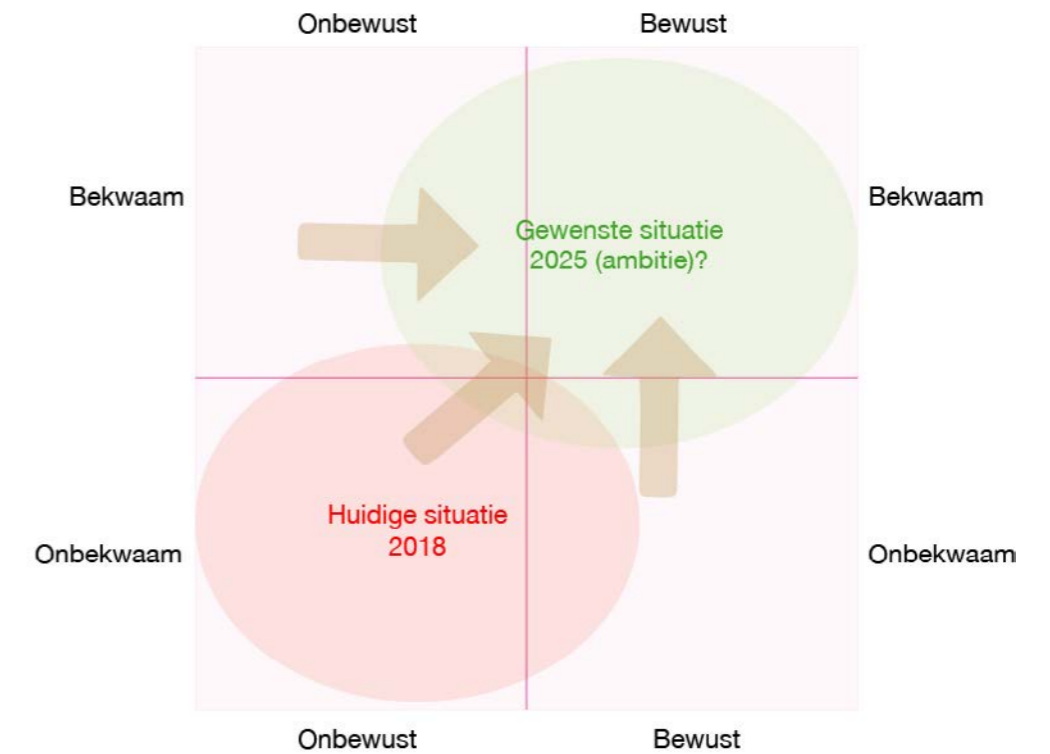 Onbewust
Bewust
Bekwaam
Bekwaam
Gewenste situatie
2025 (ambitie)?
Huidige situatie
2018
Onbekwaam
Onbekwaam
Onbewust
Bewust